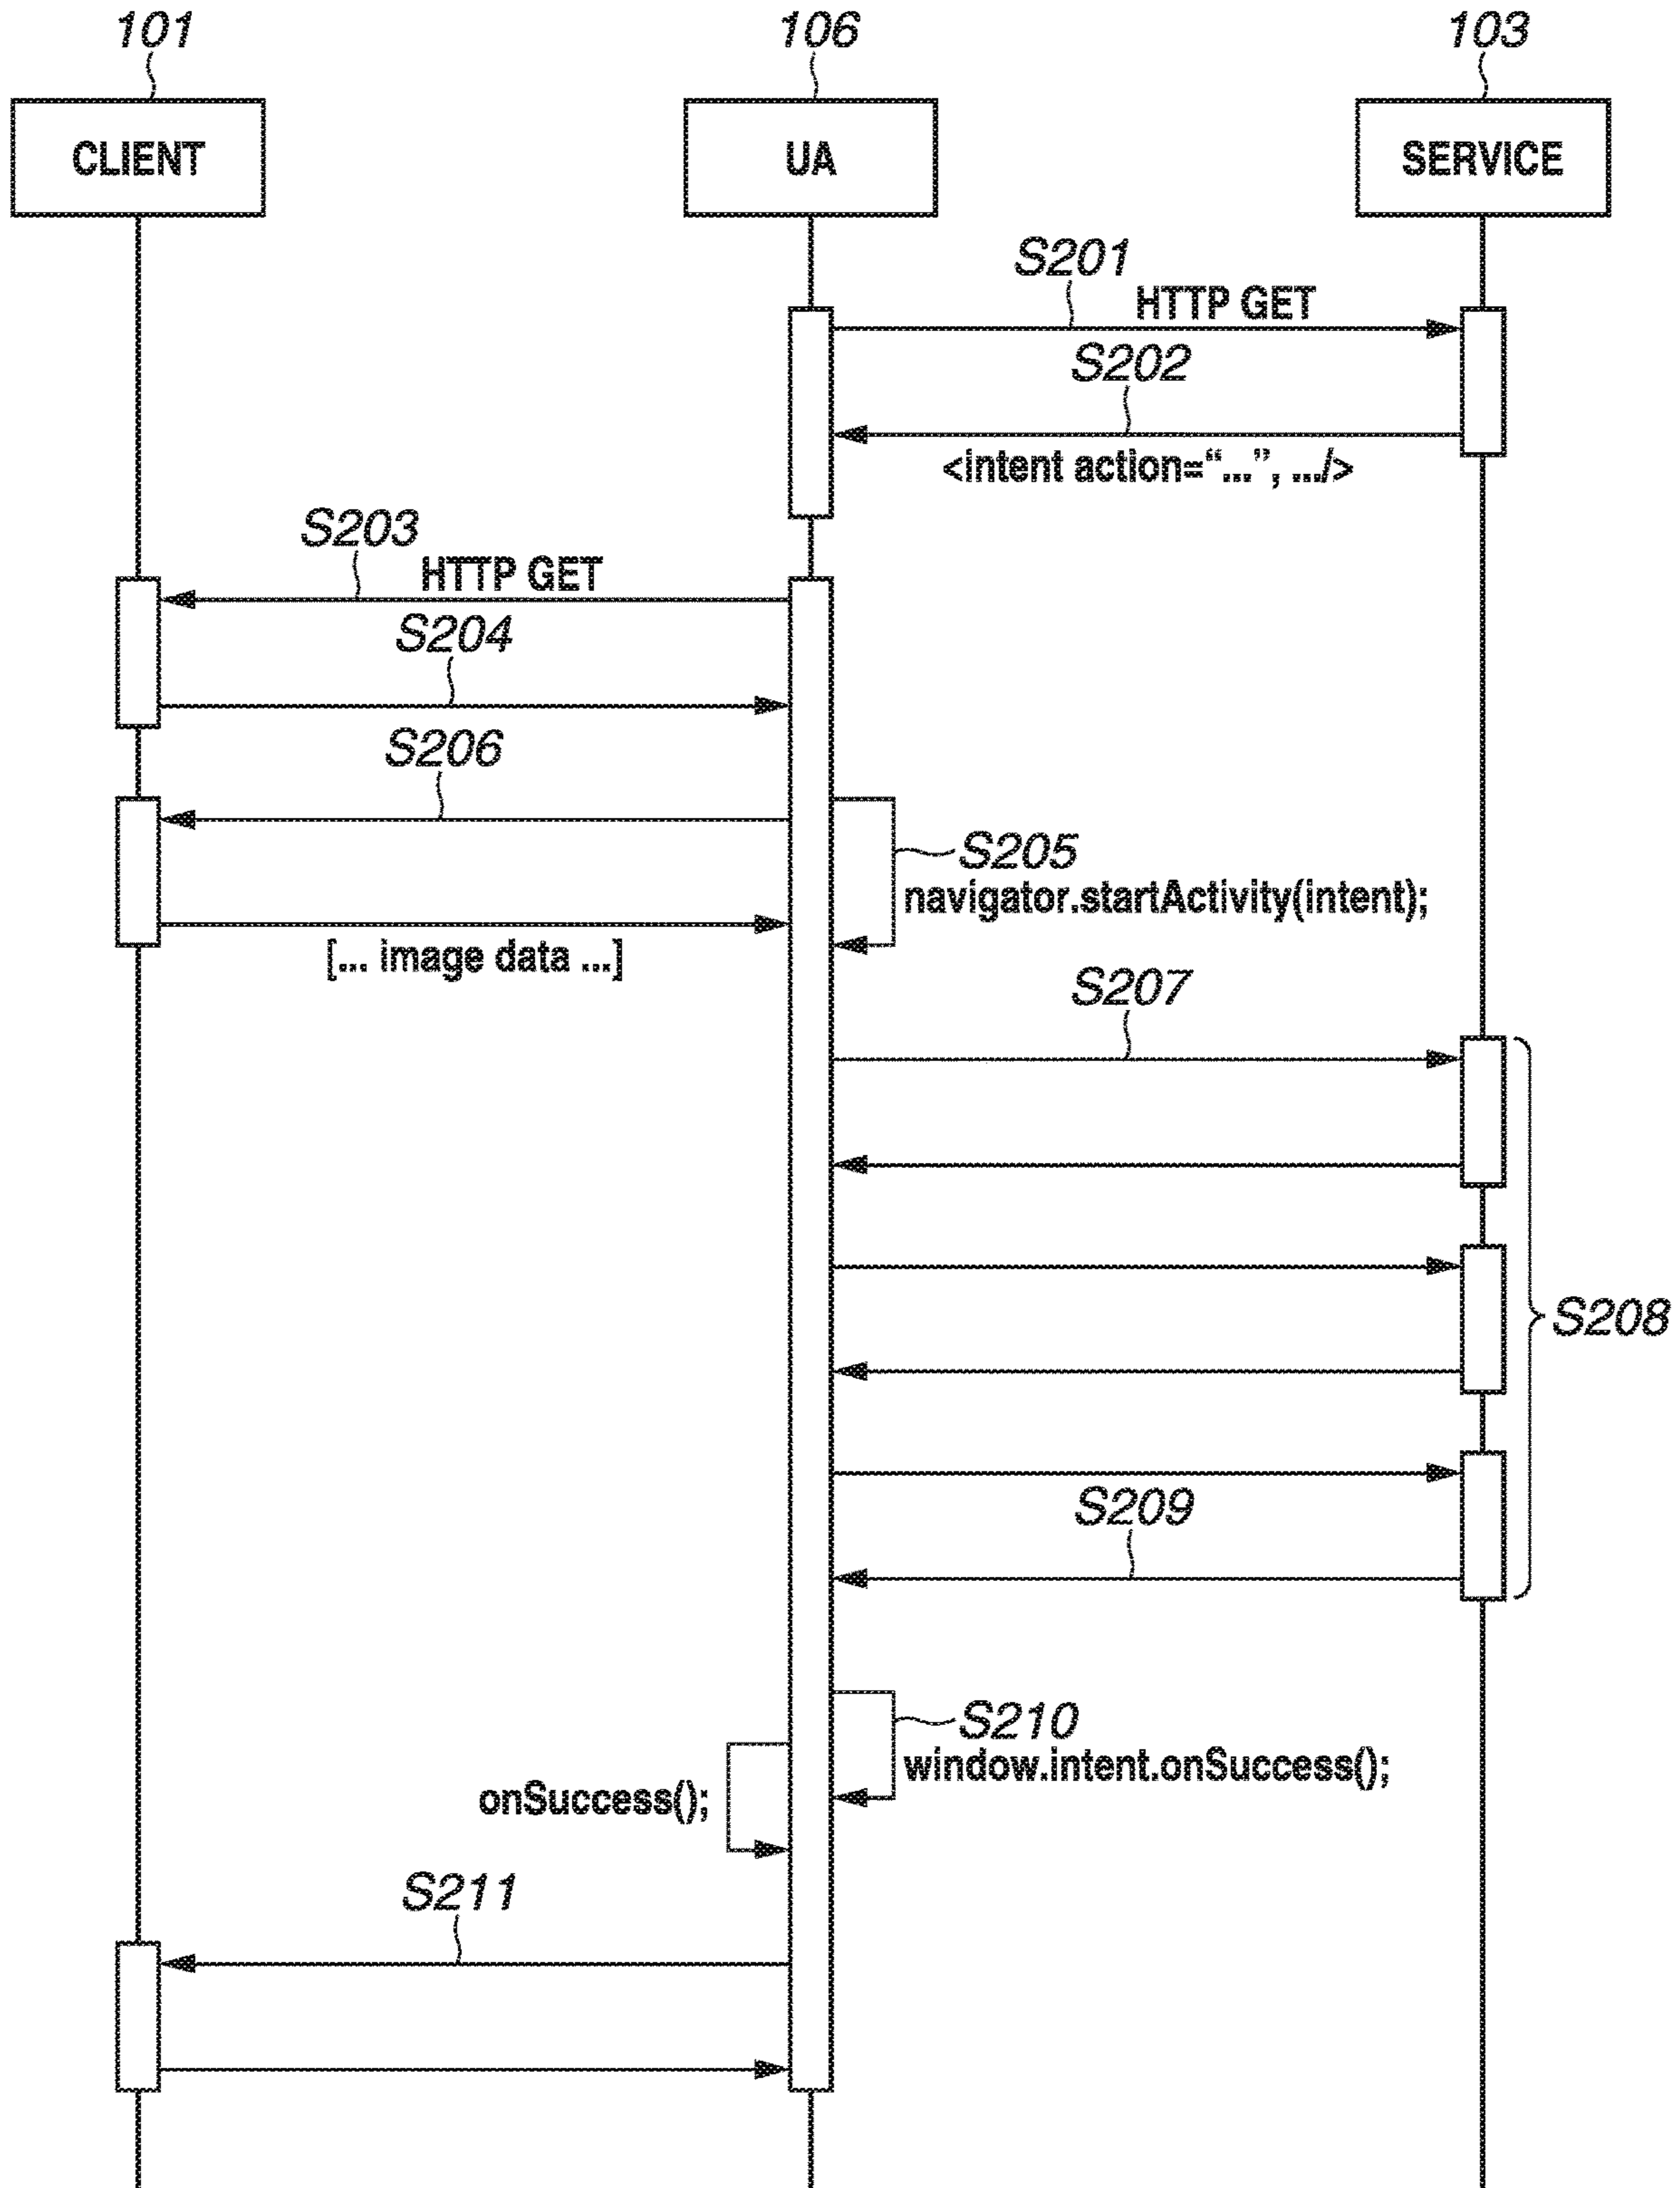 101
106
103
CLIENT
UA
SERVICE
S201
HTTP GET
S202
<intent action=“...”, .../>
S203
HTTP GET
S204
S206
S205
navigator.startActivity(intent);
[... image data ...]
S207
S208
S209
S210
window.intent.onSuccess();
onSuccess();
S211